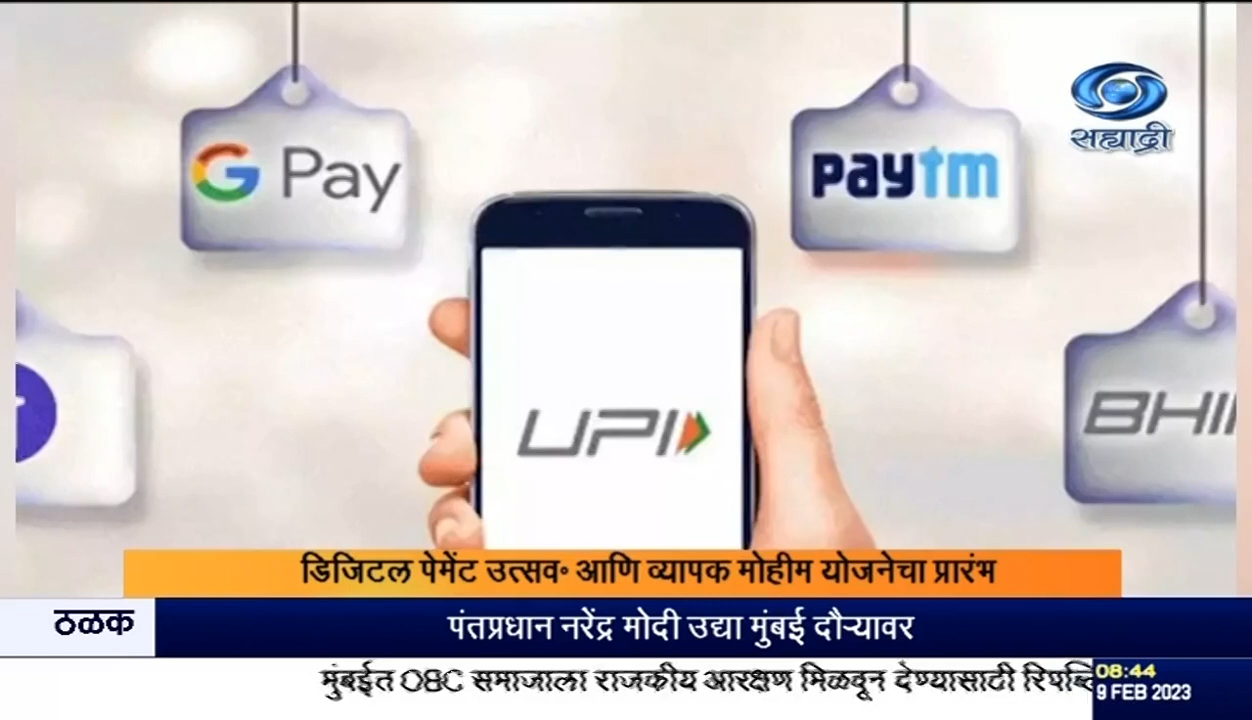 G Pay
paytm
सह्याद्री
UPI
डिजिटल पेमेंट उत्सव॰ आणि व्यापक मोहीम योजनेचा प्रारंभ
ठळक
पंतप्रधान नरेंद्र मोदी उद्या मुंबई दौऱ्यावर
मुंबईत OBC समाजाला राजकीय आरक्षण मिळवून देण्यासाठी
08:44
9 FEB 2023